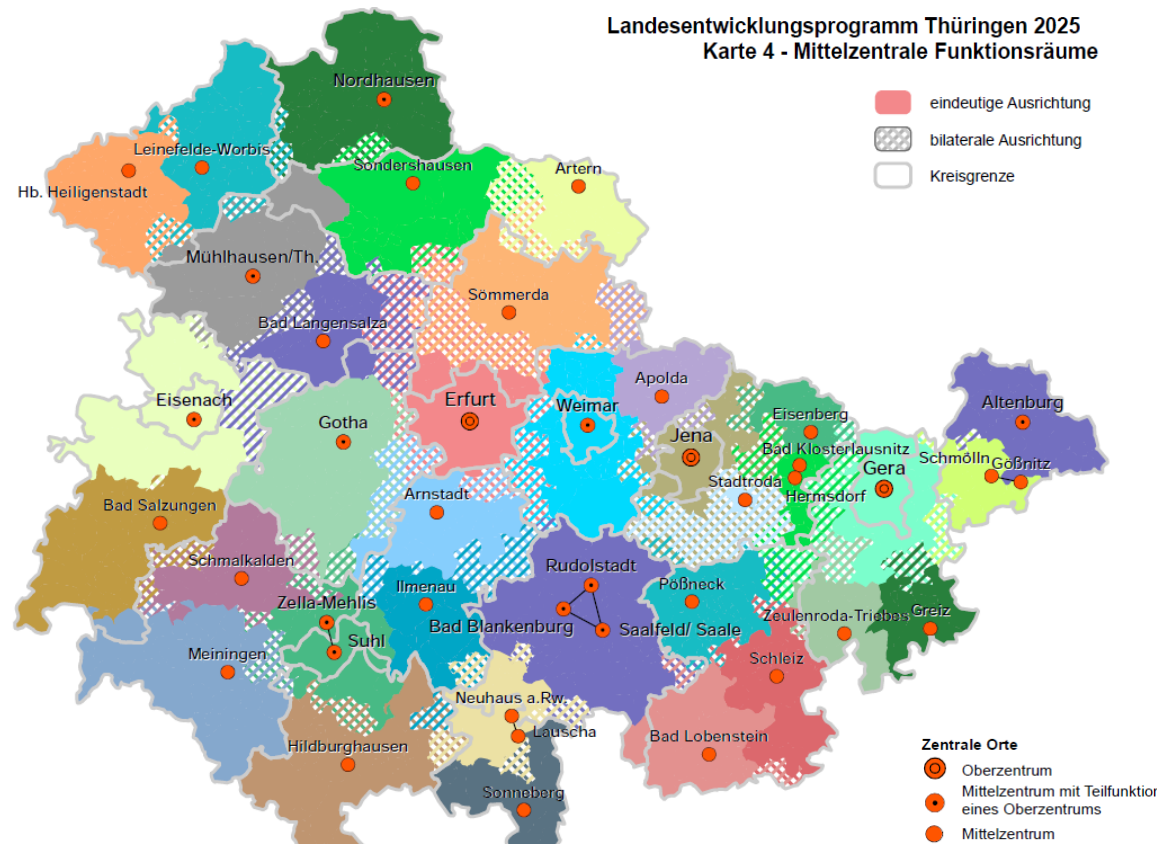 Landesentwicklungsprogramm Thüringen 2025
Karte 4 - Mittelzentrale Funktionsräume
eindeutige Ausrichtung
bilaterale Ausrichtung
Kreisgrenze
Nordhausen
Leinefelde-Worbis
Hb. Heiligenstadt
Sondershausen
Artern
Mühlhausen/Th.
Sömmerda
Bad Langensalza
Eisenach
Gotha
Erfurt
Weimar
Apolda
Jena
Eisenberg
Bad Klosterlausnitz
Hermsdorf
Stadtroda
Gera
Altenburg
Schmölln
Gößnitz
Bad Salzungen
Arnstadt
Schmalkalden
Zella-Mehlis
Suhl
Ilmenau
Rudolstadt
Bad Blankenburg
Saalfeld/ Saale
Pößneck
Zeulenroda-Triebes
Greiz
Meiningen
Schleiz
Neuhaus a.Rw.
Lauscha
Hildburghausen
Bad Lobenstein
Sonneberg
Zentrale Orte
Oberzentrum
Mittelzentrum mit Teilfunktion
eines Oberzentrums
Mittelzentrum